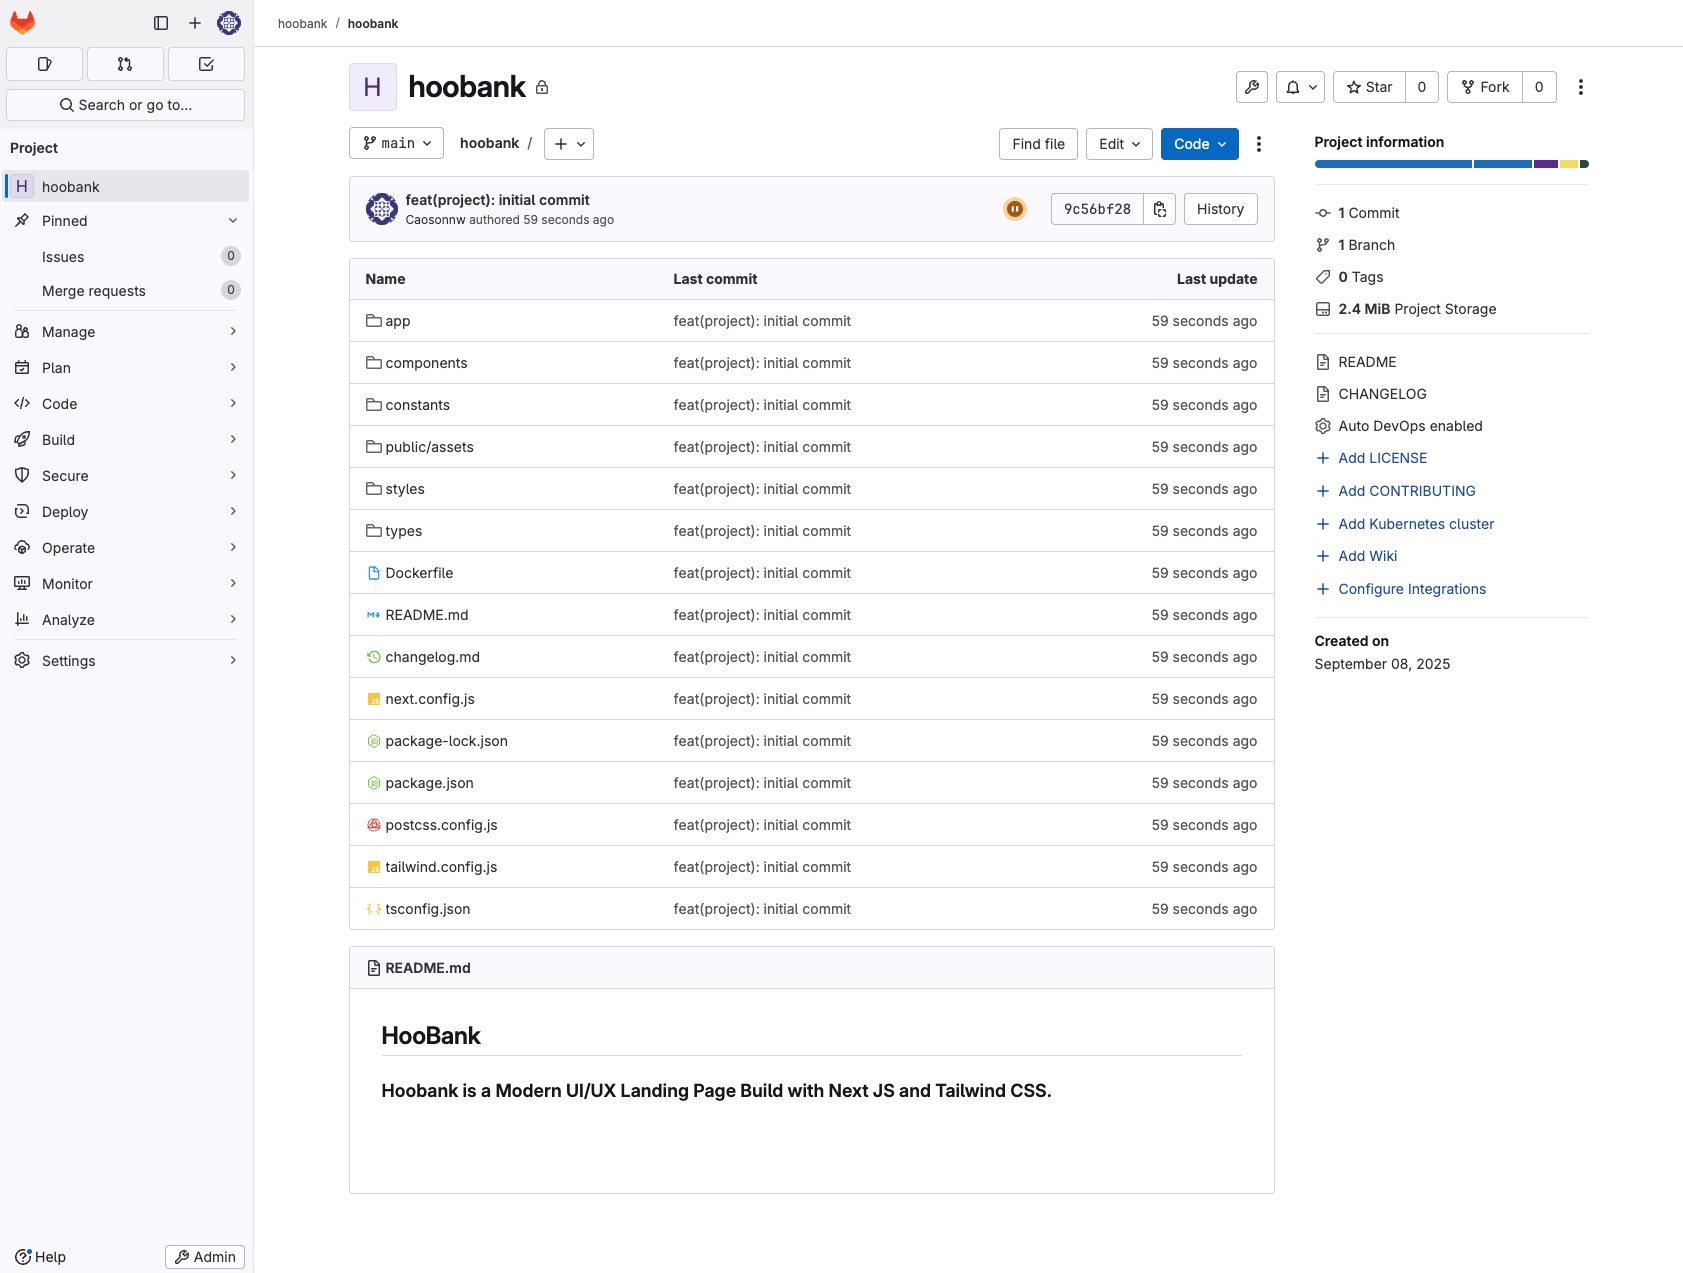 hoobank / hoobank
Search or go to...
Project
H hoobank
Pinned
Issues 0
Merge requests 0
Manage
Plan
Code
Build
Secure
Deploy
Operate
Monitor
Analyze
Settings
Help
Admin
H hoobank
Star 0
Fork 0
main
hoobank /
Find file
Edit
Code
feat(project): initial commit
Caosonnw authored 59 seconds ago
9c56bf28
History
Name Last commit Last update
app feat(project): initial commit 59 seconds ago
components feat(project): initial commit 59 seconds ago
constants feat(project): initial commit 59 seconds ago
public/assets feat(project): initial commit 59 seconds ago
styles feat(project): initial commit 59 seconds ago
types feat(project): initial commit 59 seconds ago
Dockerfile feat(project): initial commit 59 seconds ago
README.md feat(project): initial commit 59 seconds ago
changelog.md feat(project): initial commit 59 seconds ago
next.config.js feat(project): initial commit 59 seconds ago
package-lock.json feat(project): initial commit 59 seconds ago
package.json feat(project): initial commit 59 seconds ago
postcss.config.js feat(project): initial commit 59 seconds ago
tailwind.config.js feat(project): initial commit 59 seconds ago
tsconfig.json feat(project): initial commit 59 seconds ago
README.md
HooBank
Hoobank is a Modern UI/UX Landing Page Build with Next JS and Tailwind CSS.
Project information
1 Commit
1 Branch
0 Tags
2.4 MiB Project Storage
README
CHANGELOG
Auto DevOps enabled
Add LICENSE
Add CONTRIBUTING
Add Kubernetes cluster
Add Wiki
Configure Integrations
Created on
September 08, 2025